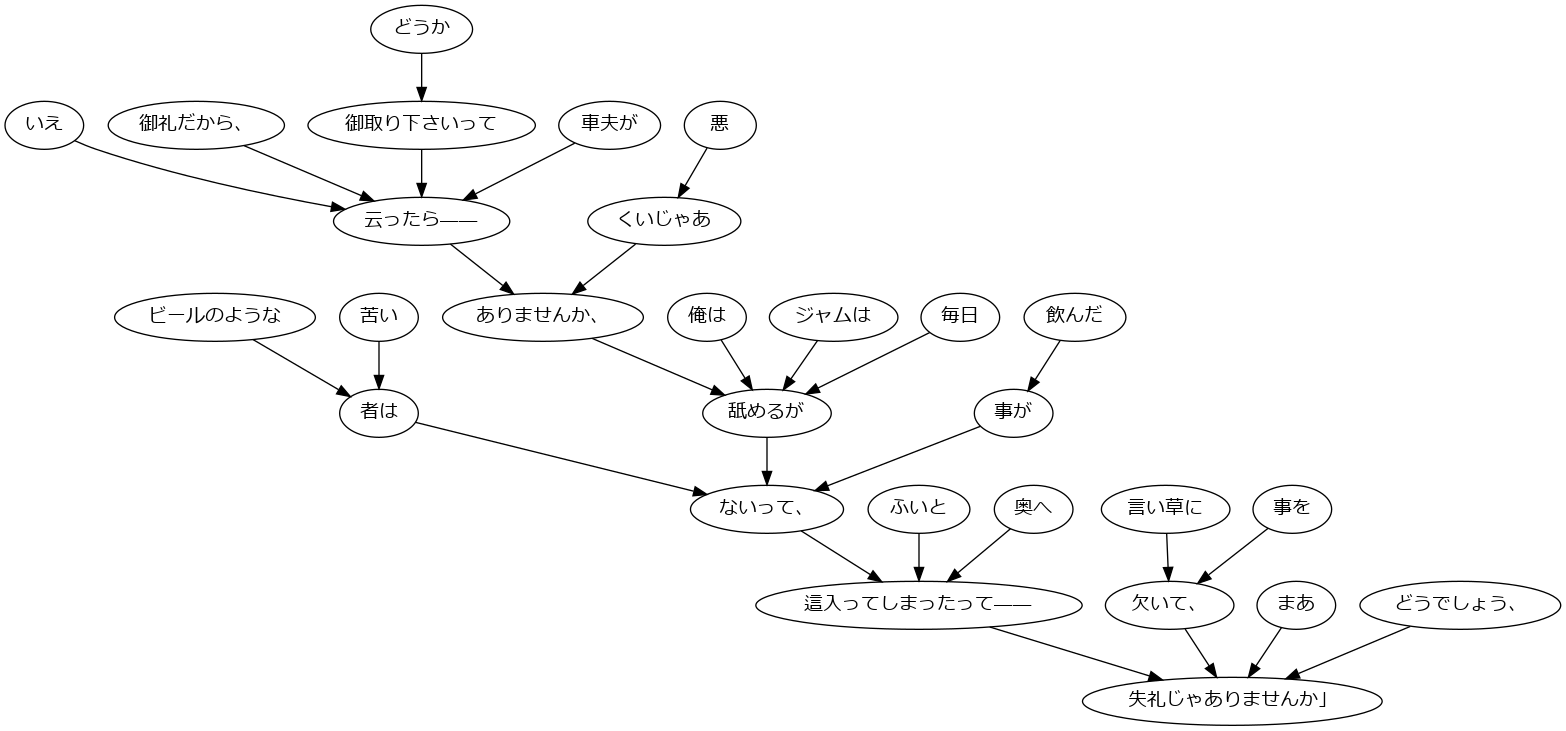 どうか
いえ
御礼だから、
御取り下さいって
車夫が
悪
云ったら――
くいじゃあ
ビールのような
苦い
ありませんか、
俺は
ジャムは
毎日
飲んだ
者は
舐めるが
事が
ないって、
ふいと
奥へ
言い草に
事を
這入ってしまったって――
欠いて、
まあ
どうでしょう、
失礼じゃありませんか」